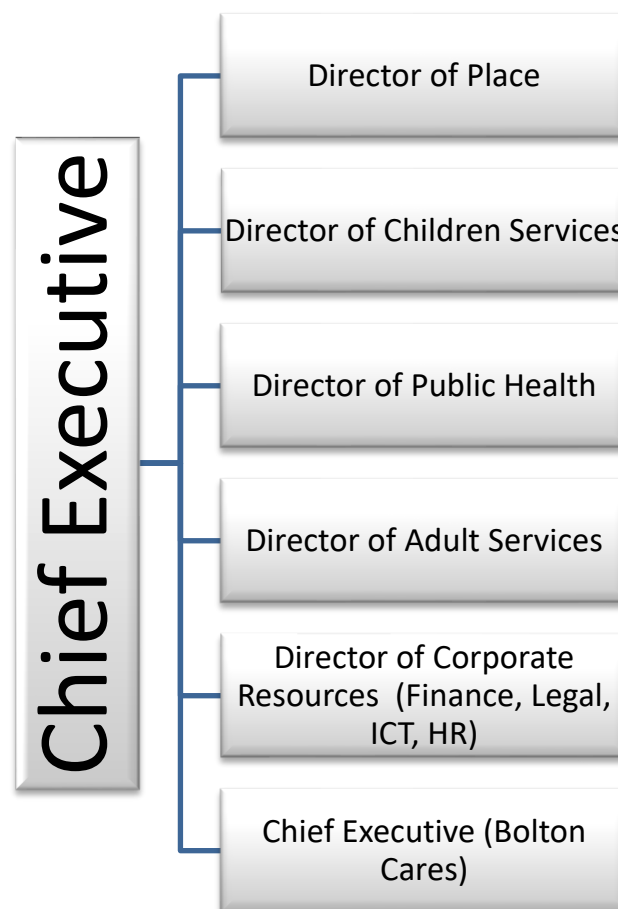 Chief Executive
Director of Place
Director of Children Services
Director of Public Health
Director of Adult Services
Director of Corporate
Resources (Finance, Legal,
ICT, HR)
Chief Executive (Bolton
Cares)